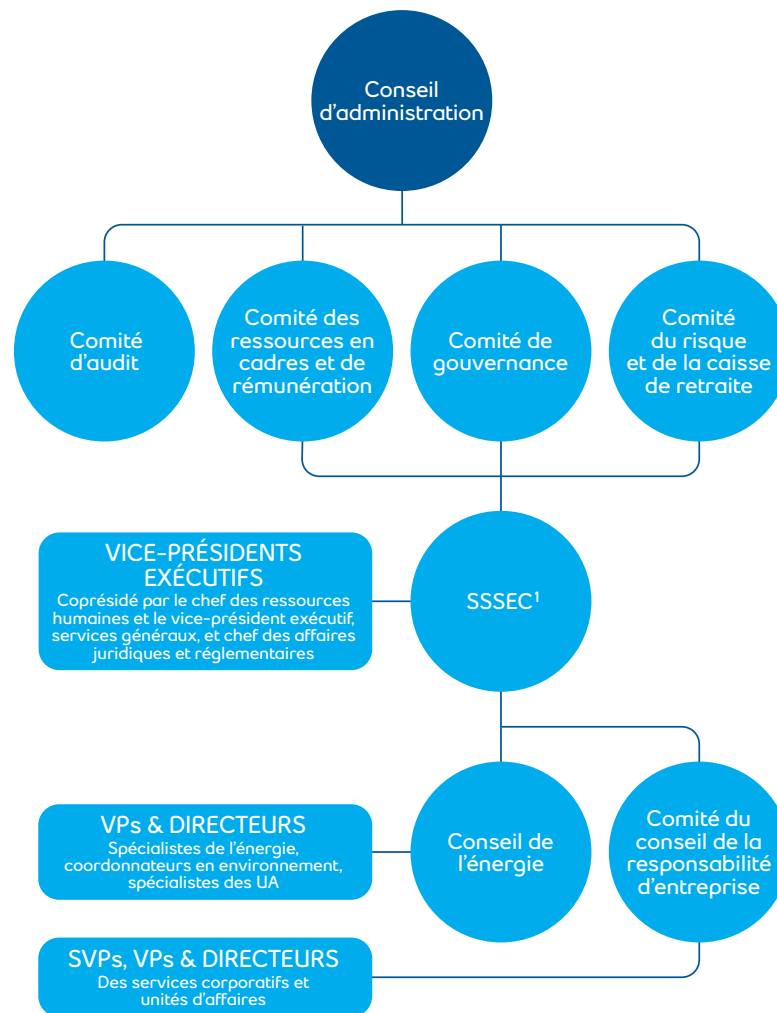 Conseil
d'administration
Comité
d'audit
Comité des
ressources en
cadres et de
rémunération
Comité de
gouvernance
Comité
du risque
et de la caisse
de retraite
VICE-PRÉSIDENTS
EXÉCUTIFS
Coprésidé par le chef des ressources
humaines et le vice-président exécutif,
services généraux, et chef des affaires
juridiques et réglementaires
SSSEC¹
VPs & DIRECTEURS
Spécialistes de l'énergie,
coordonnateurs en environnement,
spécialistes des UA
Conseil de
l'énergie
Comité du
conseil de la
responsabilité
d'entreprise
SVPs, VPs & DIRECTEURS
Des services corporatifs et
unités d'affaires